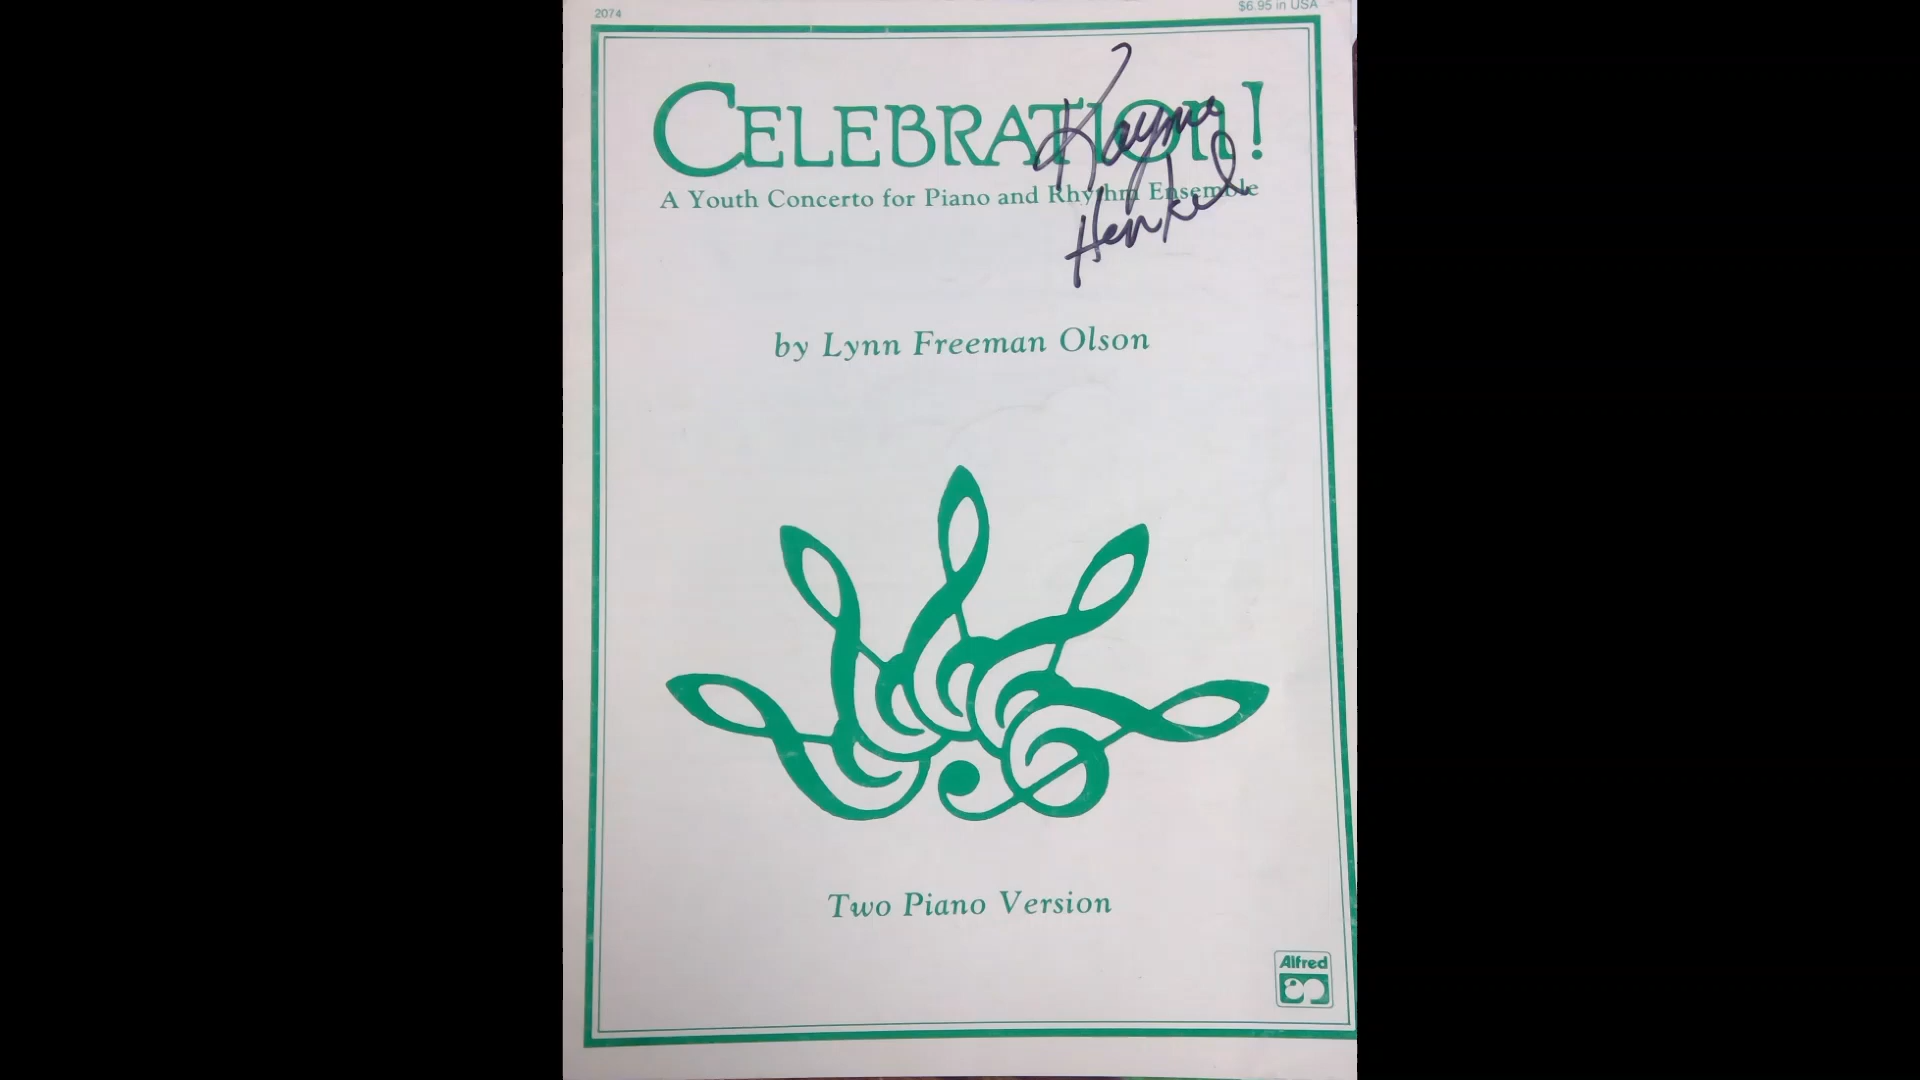 2074
$6.95 in USA
CELEBRATION!
A Youth Concerto for Piano and Rhythm Ensemble
Henkel
by Lynn Freeman Olson
Two Piano Version
Alfred